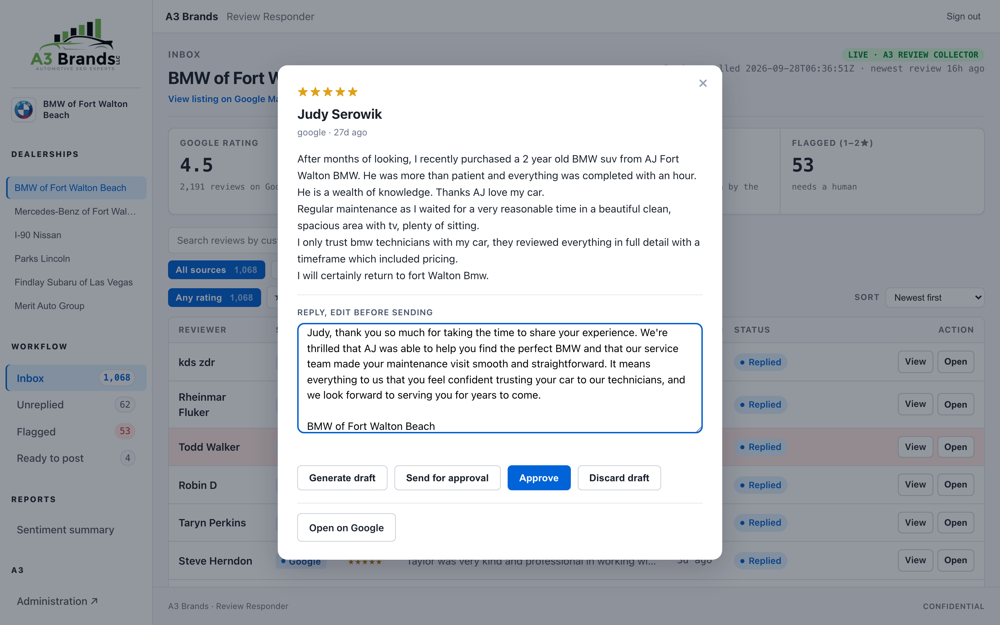 A3 Brands LLC
AUTOMOTIVE SEO EXPERTS
BMW of Fort Walton
Beach
DEALERSHIPS
BMW of Fort Walton Beach
Mercedes-Benz of Fort Wal…
I-90 Nissan
Parks Lincoln
Findlay Subaru of Las Vegas
Merit Auto Group
WORKFLOW
Inbox 1,068
Unreplied 62
Flagged 53
Ready to post 4
REPORTS
Sentiment summary
A3
Administration ↗
A3 Brands Review Responder
Sign out
INBOX
LIVE · A3 REVIEW COLLECTOR
2026-09-28T06:36:51Z · newest review 16h ago
BMW of Fort
View listing on Google
GOOGLE RATING
4.5
2,191 reviews on
by the
FLAGGED (1–2★)
53
needs a human
Search reviews by
All sources 1,068
Any rating 1,068
SORT Newest first
REVIEWER
STATUS
ACTION
kds zdr
Replied View Open
Rheinmar
Fluker
Replied View Open
Todd Walker
Replied View Open
Robin D
Replied View Open
Taryn Perkins
Replied View Open
Steve Herndon Google ★★★★★ Taylor was very kind and professional in working wi… 3d ago Replied View Open
★★★★★
Judy Serowik
google · 27d ago
After months of looking, I recently purchased a 2 year old BMW suv from AJ Fort
Walton BMW. He was more than patient and everything was completed with an hour.
He is a wealth of knowledge. Thanks AJ love my car.
Regular maintenance as I waited for a very reasonable time in a beautiful clean,
spacious area with tv, plenty of sitting.
I only trust bmw technicians with my car, they reviewed everything in full detail with a
timeframe which included pricing.
I will certainly return to fort Walton Bmw.
REPLY, EDIT BEFORE SENDING
Judy, thank you so much for taking the time to share your experience. We're
thrilled that AJ was able to help you find the perfect BMW and that our service
team made your maintenance visit smooth and straightforward. It means
everything to us that you feel confident trusting your car to our technicians, and
we look forward to serving you for years to come.
BMW of Fort Walton Beach
Generate draft
Send for approval
Approve
Discard draft
Open on Google
A3 Brands · Review Responder
CONFIDENTIAL